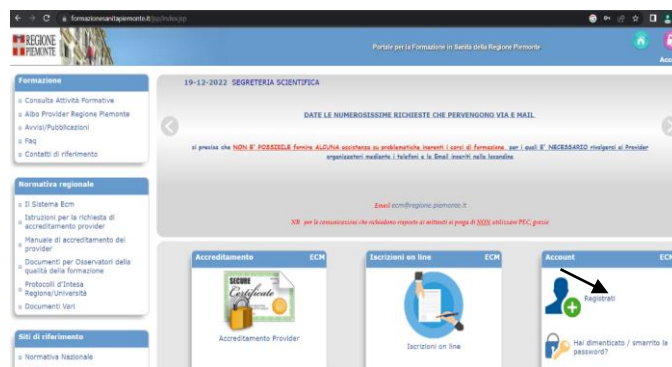 formazionesanitapiemonte.it/jsp/index.jsp
REGIONE
PIEMONTE
Portale per la Formazione in Sanità della Regione Piemonte
Acc
Formazione
Consulta Attività Formative
Albo Provider Regione Piemonte
Avvisi/Pubblicazioni
Faq
Contatti di riferimento
Normativa regionale
Il Sistema Ecm
Istruzioni per la richiesta di
accreditamento provider
Manuale di accreditamento del
provider
Documenti per Osservatori della
qualità della formazione
Protocolli d'Intesa
Regione/Università
Documenti Vari
Siti di riferimento
Normativa Nazionale
19-12-2022 SEGRETERIA SCIENTIFICA
DATE LE NUMEROSISSIME RICHIESTE CHE PERVENGONO VIA E MAIL
si precisa che NON E' POSSIBILE fornire ALCUNA assistenza su problematiche inerenti i corsi di formazione per i quali E' NECESSARIO rivolgersi ai Provider
organizzatori mediante i telefoni e le Email inseriti nelle locandine
Email ecm@regione.piemonte.it
NB per le comunicazioni che richiedono risposta ai mittenti si prega di NON utilizzare PEC, grazie
Accreditamento ECM
SECURE
Certificate
Accreditamento Provider
Iscrizioni on line ECM
Iscrizioni on line
Account ECM
Registrati
Hai dimenticato / smarrito la
password?